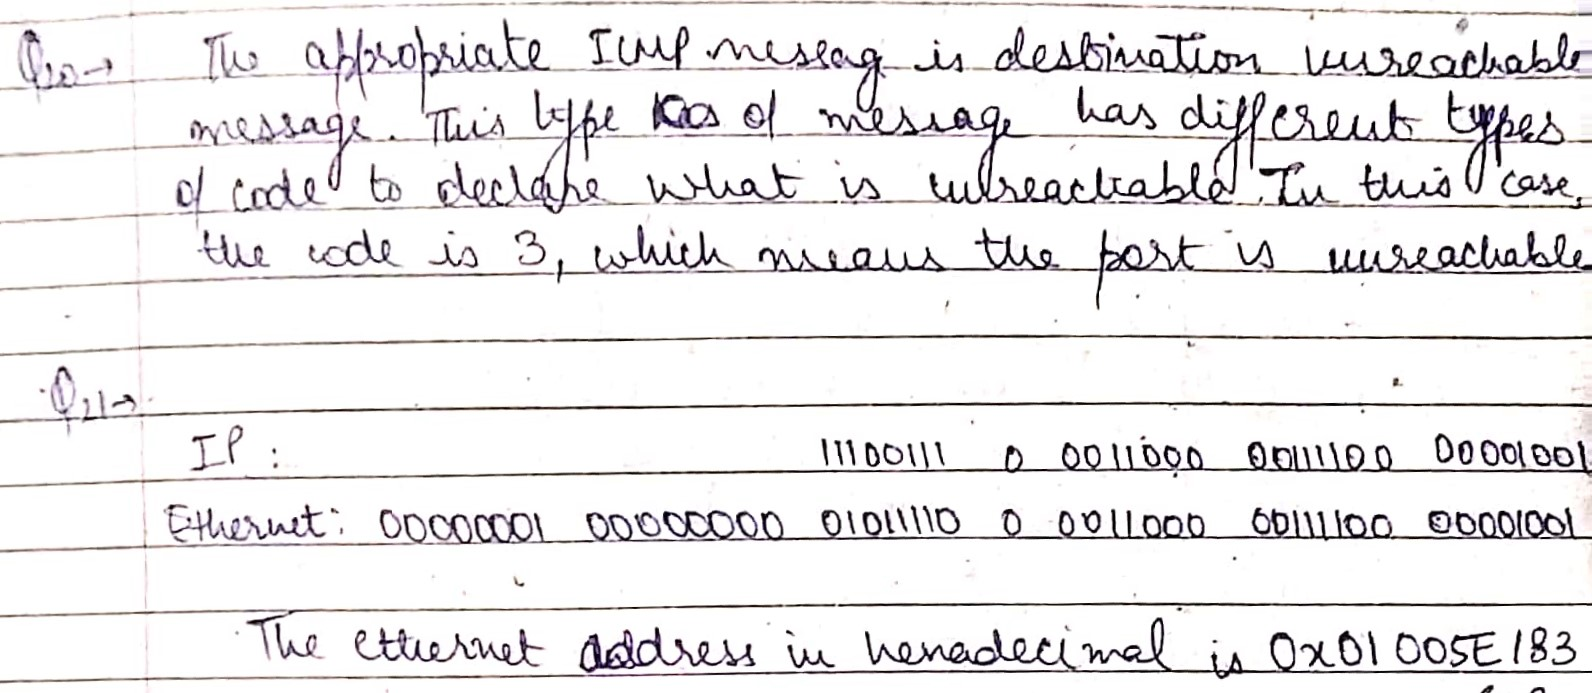 Q20→ The appropriate ICMP messag is destination unreachable
message. This type of message has different types
of code to declare what is unreachable. In this case,
the code is 3, which means the port is unreachable
Q21→
IP: 11100111 0 0011000 00111100 00001001
Ethernet: 00000001 00000000 01011110 0 0011000 00111100 00001001
The ethernet address in hexadecimal is 0x01005E183